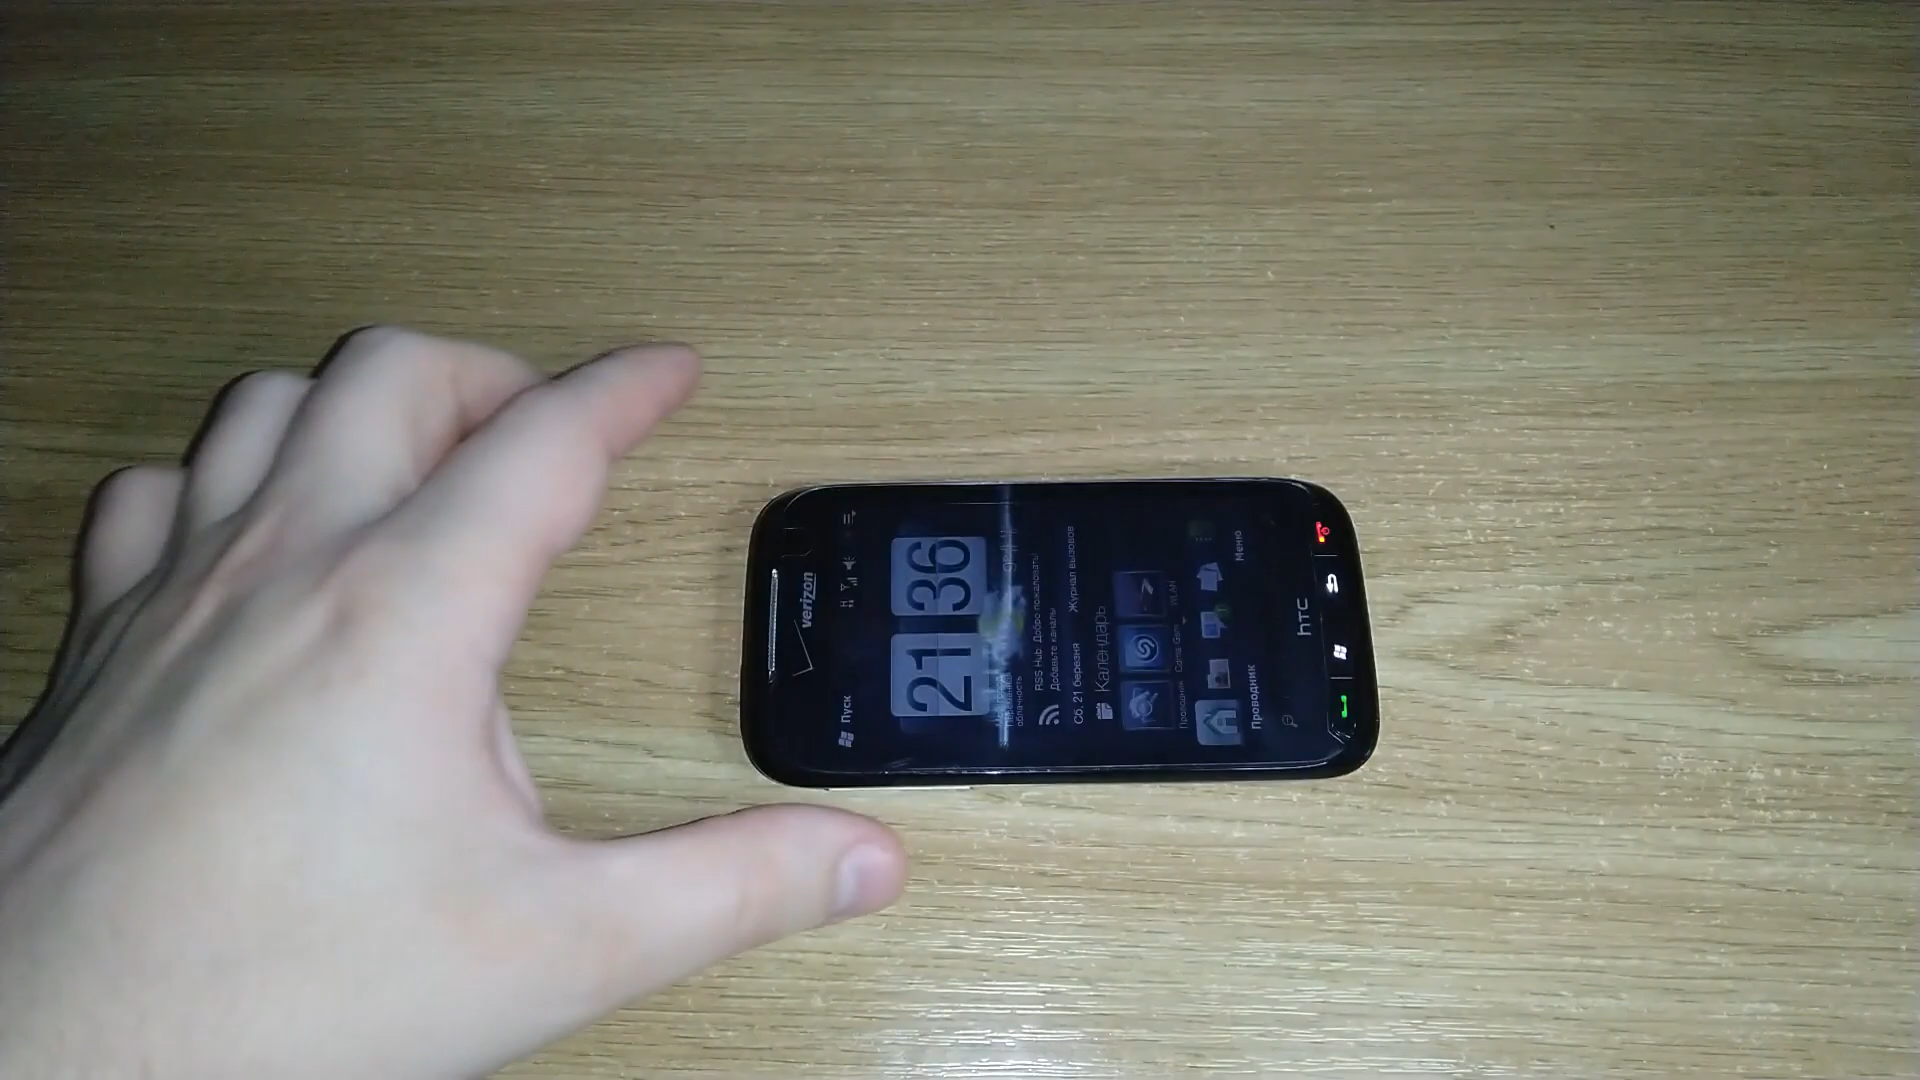 verizon
Пуск
21 36
облачность
RSS Hub Добро пожаловать!
Добавьте каналы
Сб, 21 березня Журнал вызовов
Календарь
Проводник WLAN
Проводник Меню
hTC